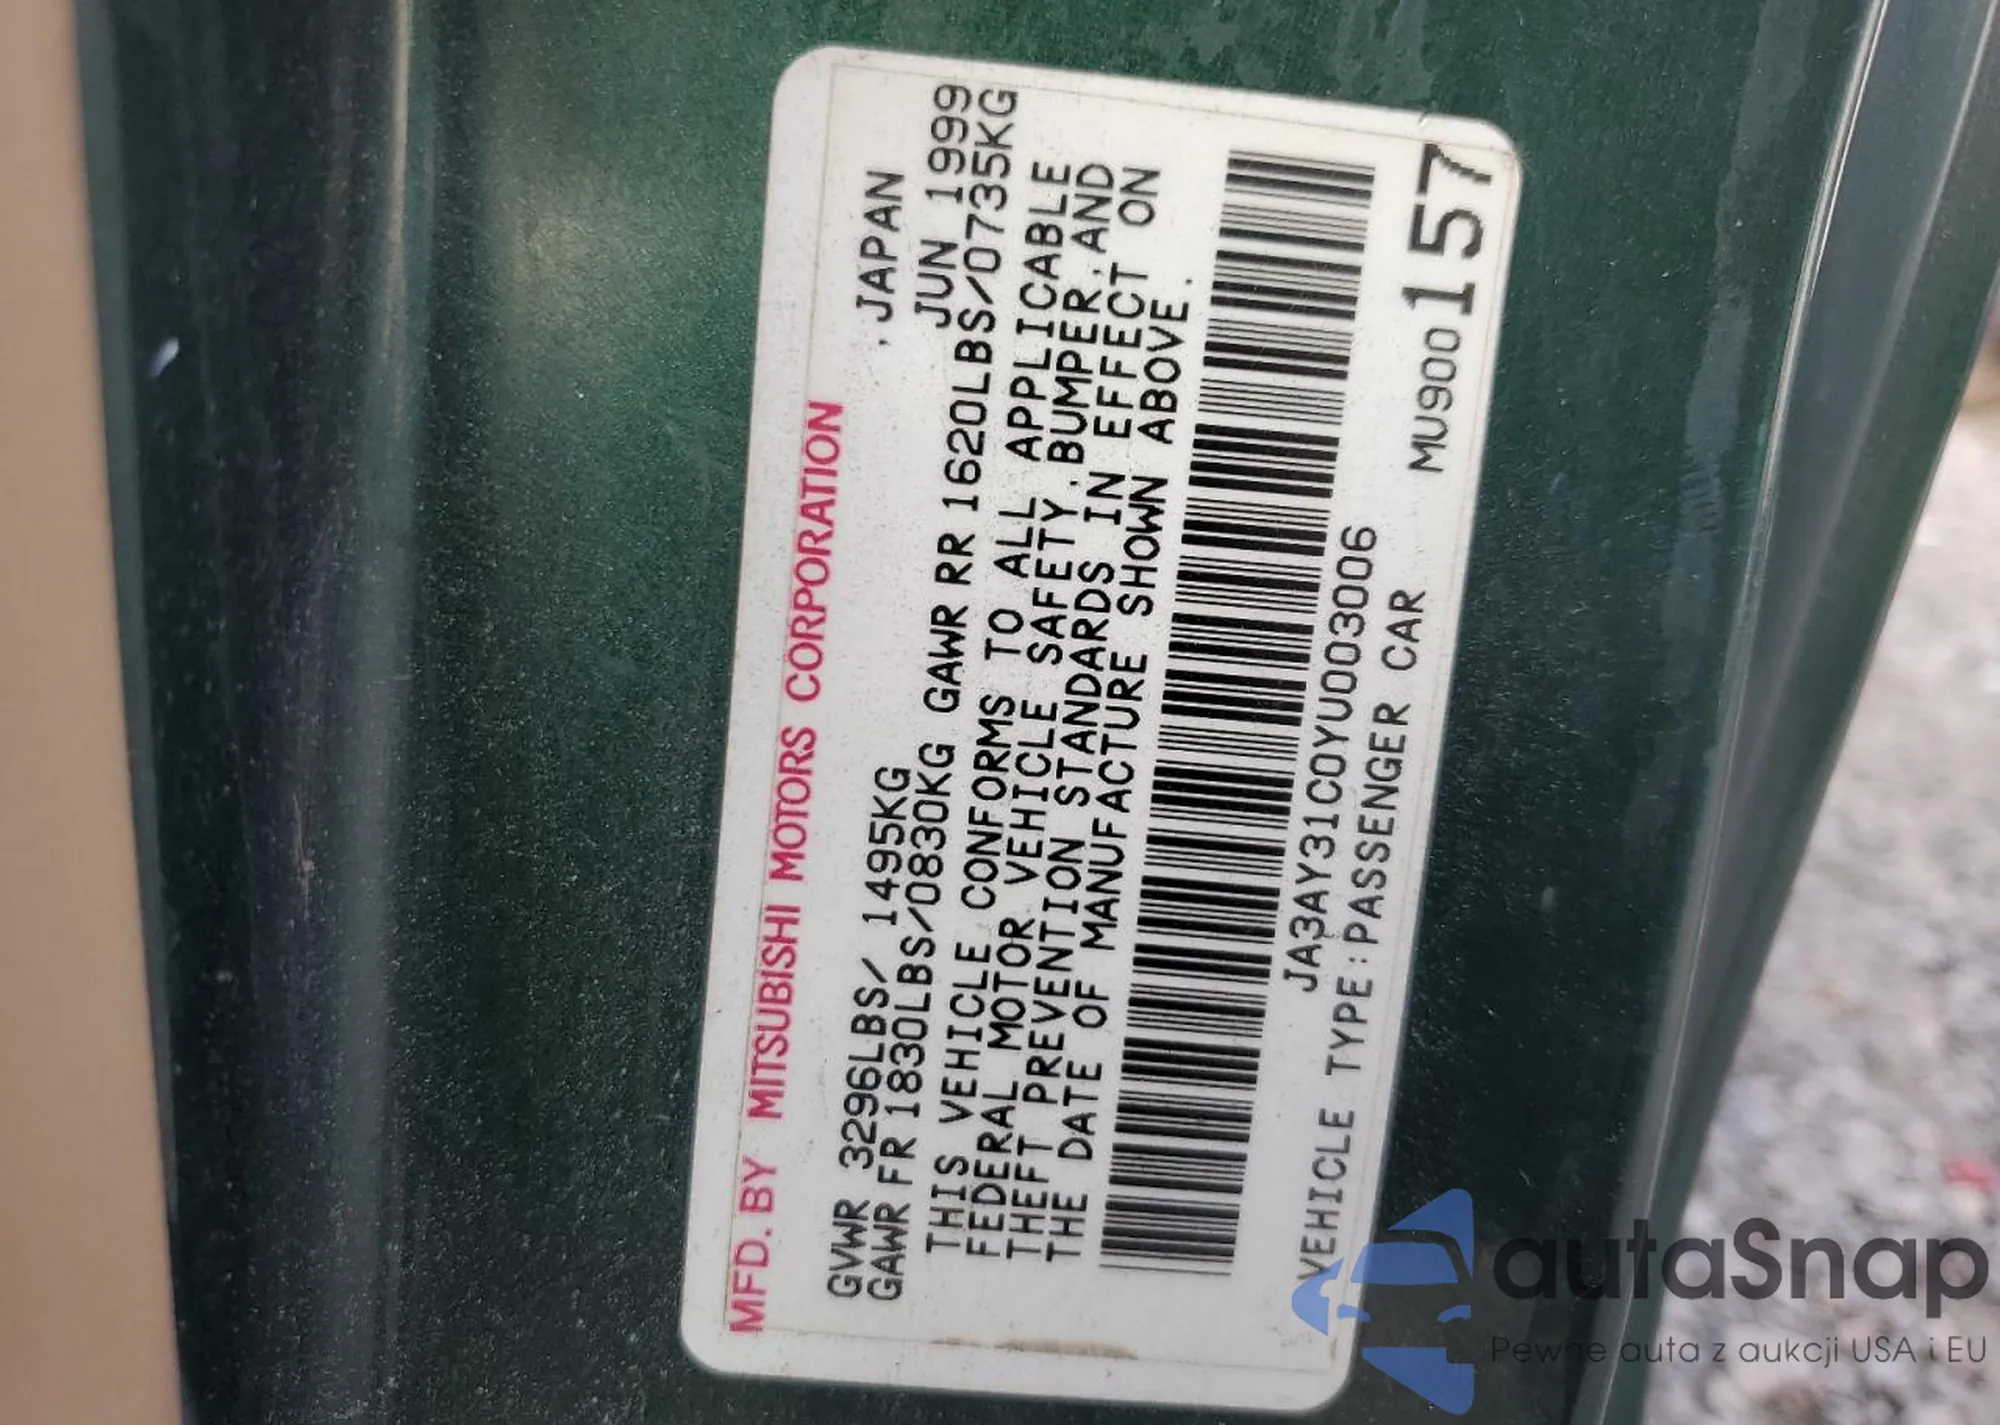 MFD. BY MITSUBISHI MOTORS CORPORATION
, JAPAN
GVWR 3296LBS/ 1495KG JUN 1999
GAWR FR 1830LBS/0830KG GAWR RR 1620LBS/0735KG
THIS VEHICLE CONFORMS TO ALL APPLICABLE
FEDERAL MOTOR VEHICLE SAFETY, BUMPER, AND
THEFT PREVENTION STANDARDS IN EFFECT ON
THE DATE OF MANUFACTURE SHOWN ABOVE.
JA3AY31C0YU003006
VEHICLE TYPE:PASSENGER CAR
MU900157
autaSnap
Pewne auta z aukcji USA i EU